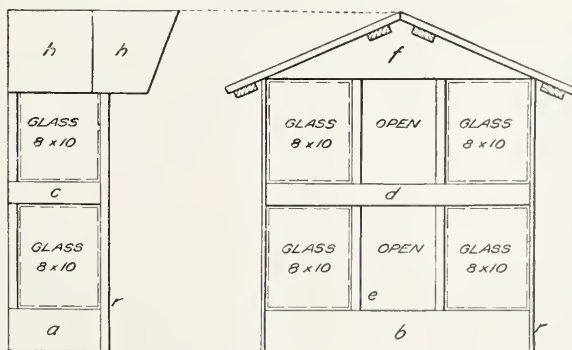 h h
GLASS
8 x 10
c
GLASS
8 x 10
a
r
f
GLASS
8 x 10
OPEN
GLASS
8 x 10
d
GLASS
8 x 10
OPEN
e
GLASS
8 x 10
b
r